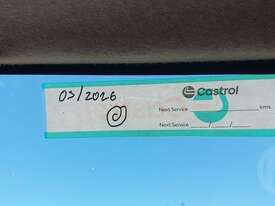 03/2026
Castrol
Next Service kms
Next Service / /